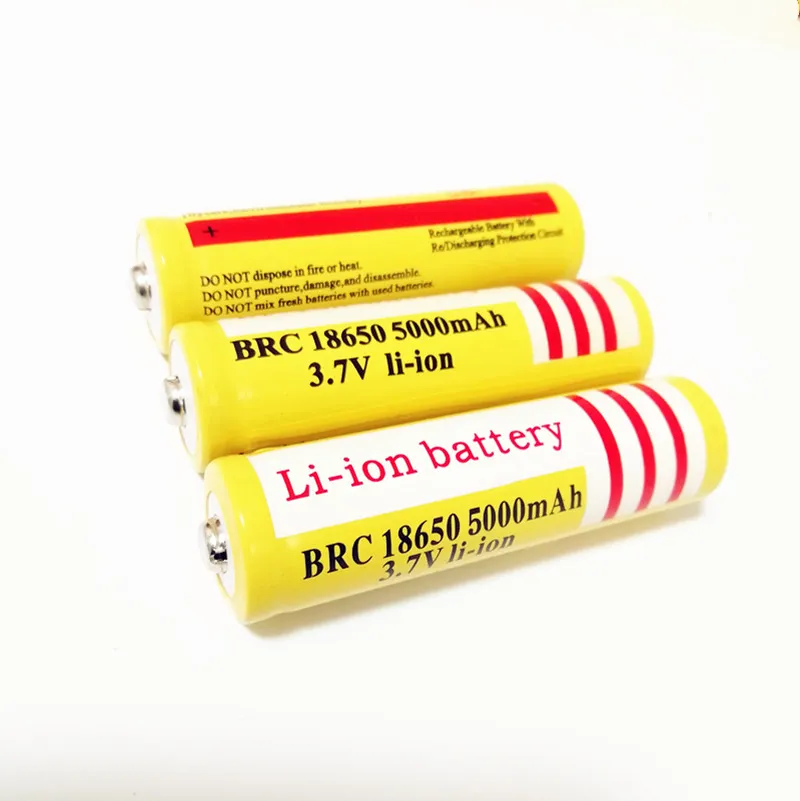 +
Rechargeable Battery With
Re/Discharging Protection Circuit
DO NOT dispose in fire or heat.
DO NOT puncture,damage,and disassemble.
DO NOT mix fresh batteries with used batteries.
BRC 18650 5000mAh
3.7V li-ion
Li-ion battery
BRC 18650 5000mAh
3.7V li-ion